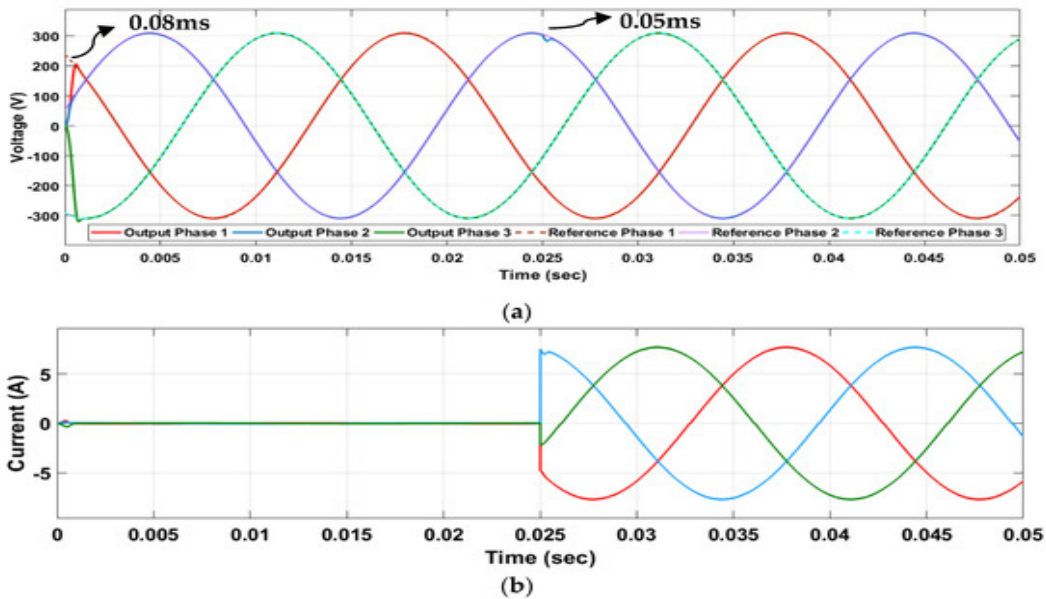 0.08ms
0.05ms
300
200
100
0
-100
-200
-300
Voltage (V)
Output Phase 1 Output Phase 2 Output Phase 3 Reference Phase 1 Reference Phase 2 Reference Phase 3
0 0.005 0.01 0.015 0.02 0.025 0.03 0.035 0.04 0.045 0.05
Time (sec)
(a)
5
0
-5
Current (A)
0 0.005 0.01 0.015 0.02 0.025 0.03 0.035 0.04 0.045 0.05
Time (sec)
(b)